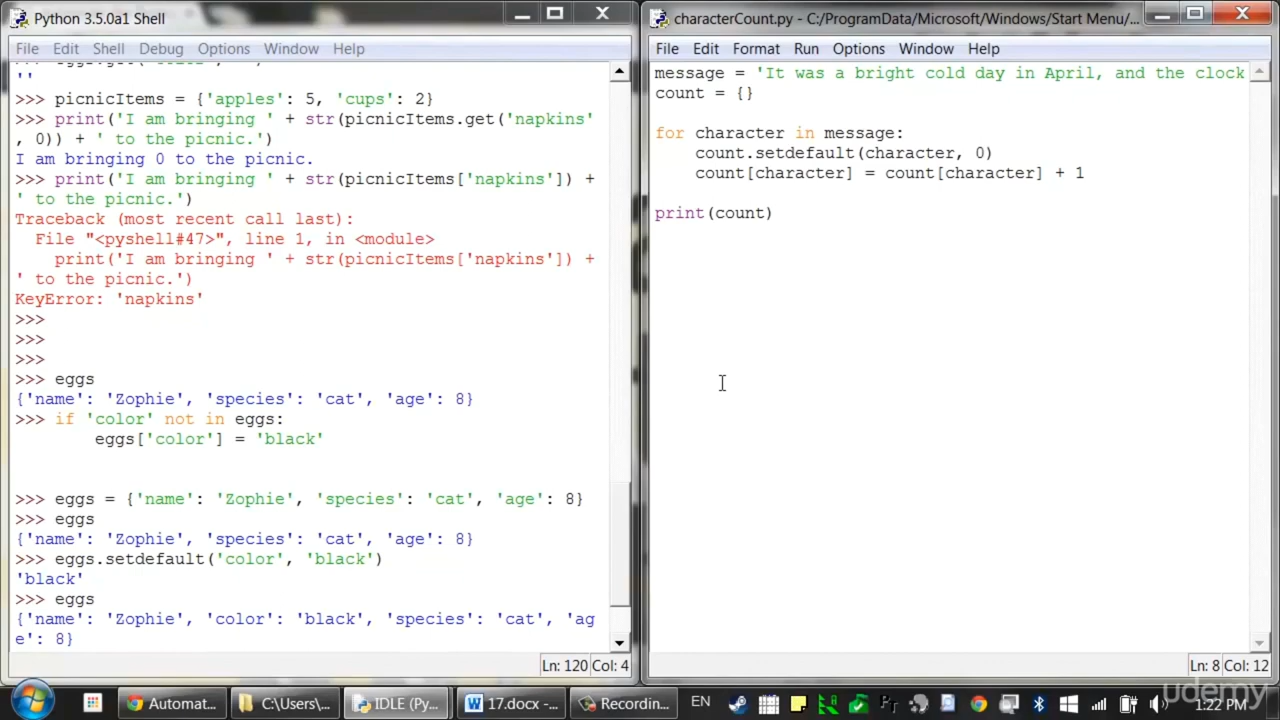 Python 3.5.0a1 Shell
File Edit Shell Debug Options Window Help
''
>>> picnicItems = {'apples': 5, 'cups': 2}
>>> print('I am bringing ' + str(picnicItems.get('napkins'
, 0)) + ' to the picnic.')
I am bringing 0 to the picnic.
>>> print('I am bringing ' + str(picnicItems['napkins']) +
' to the picnic.')
Traceback (most recent call last):
File "<pyshell#47>", line 1, in <module>
print('I am bringing ' + str(picnicItems['napkins']) +
' to the picnic.')
KeyError: 'napkins'
>>>
>>>
>>>
>>> eggs
{'name': 'Zophie', 'species': 'cat', 'age': 8}
>>> if 'color' not in eggs:
eggs['color'] = 'black'
>>> eggs = {'name': 'Zophie', 'species': 'cat', 'age': 8}
>>> eggs
{'name': 'Zophie', 'species': 'cat', 'age': 8}
>>> eggs.setdefault('color', 'black')
'black'
>>> eggs
{'name': 'Zophie', 'color': 'black', 'species': 'cat', 'ag
e': 8}
Ln: 120 Col: 4
characterCount.py - C:/ProgramData/Microsoft/Windows/Start Menu/...
File Edit Format Run Options Window Help
message = 'It was a bright cold day in April, and the clock
count = {}
for character in message:
count.setdefault(character, 0)
count[character] = count[character] + 1
print(count)
Ln: 8 Col: 12
Automat... C:\Users\... IDLE (Py... 17.docx -... Recordin... EN 1:22 PM
udemy